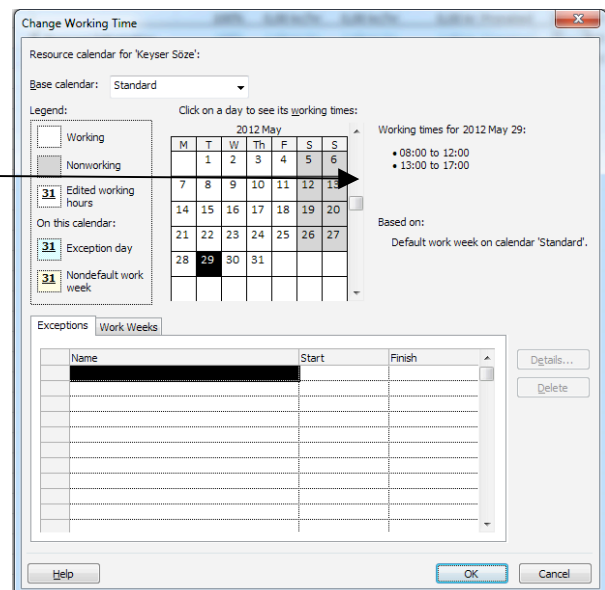 Change Working Time
Resource calendar for 'Keyser Söze':
Base calendar: Standard
Legend:
Working
Nonworking
31 Edited working hours
On this calendar:
31 Exception day
31 Nondefault work week
Click on a day to see its working times:
2012 May
M T W Th F S S
1 2 3 4 5 6
7 8 9 10 11 12 13
14 15 16 17 18 19 20
21 22 23 24 25 26 27
28 29 30 31
Working times for 2012 May 29:
• 08:00 to 12:00
• 13:00 to 17:00
Based on:
Default work week on calendar 'Standard'.
Exceptions Work Weeks
Name Start Finish
Details...
Delete
Help OK Cancel